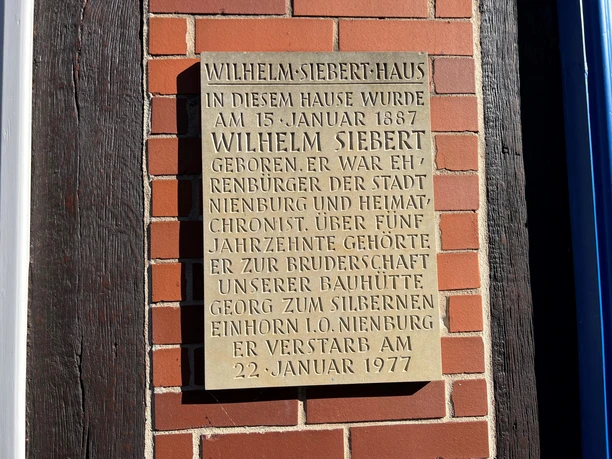 WILHELM·SIEBERT·HAUS
IN DIESEM HAUSE WURDE
AM 15·JANUAR 1887
WILHELM SIEBERT
GEBOREN. ER WAR EH,
RENBÜRGER DER STADT
NIENBURG UND HEIMAT,
CHRONIST. ÜBER FÜNF
JAHRZEHNTE GEHÖRTE
ER ZUR BRUDERSCHAFT
UNSERER BAUHÜTTE
GEORG ZUM SILBERNEN
EINHORN I.O. NIENBURG
ER VERSTARB AM
22·JANUAR 1977